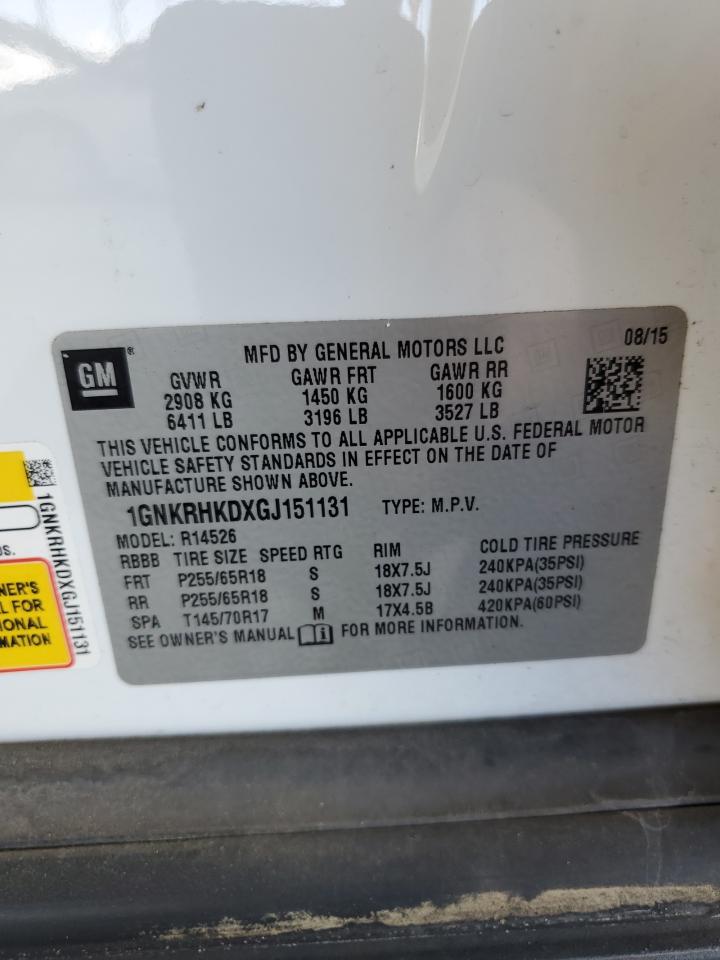 GM ®
MFD BY GENERAL MOTORS LLC 08/15
GVWR GAWR FRT GAWR RR
2908 KG 1450 KG 1600 KG
6411 LB 3196 LB 3527 LB
THIS VEHICLE CONFORMS TO ALL APPLICABLE U.S. FEDERAL MOTOR
VEHICLE SAFETY STANDARDS IN EFFECT ON THE DATE OF
MANUFACTURE SHOWN ABOVE.
1GNKRHKDXGJ151131 TYPE: M.P.V.
MODEL: R14526
RBBB TIRE SIZE SPEED RTG RIM COLD TIRE PRESSURE
FRT P255/65R18 S 18X7.5J 240KPA(35PSI)
RR P255/65R18 S 18X7.5J 240KPA(35PSI)
SPA T145/70R17 M 17X4.5B 420KPA(60PSI)
SEE OWNER'S MANUAL i FOR MORE INFORMATION.
1GNKRHKDXGJ151131